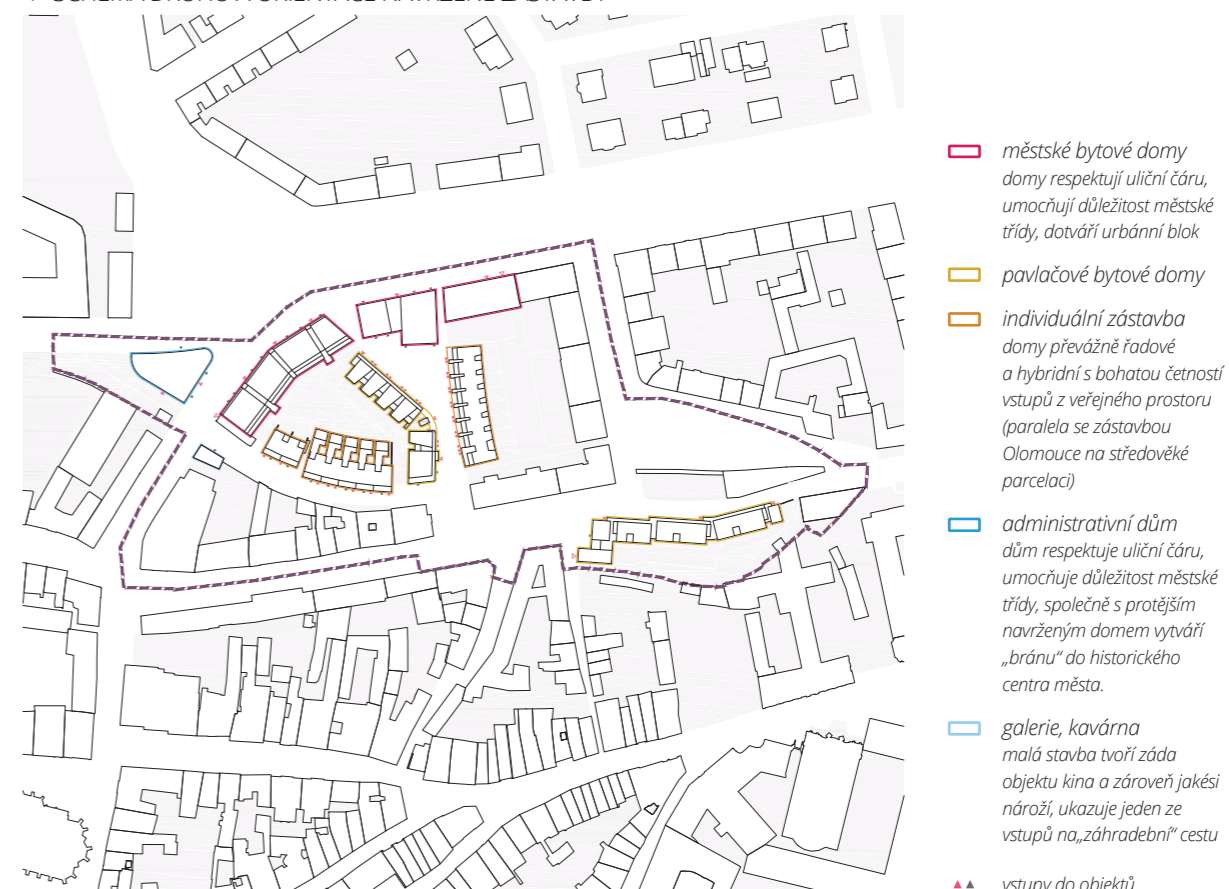 městské bytové domy
domy respektují uliční čáru,
umocňují důležitost městské
třídy, dotváří urbánní blok
pavlačové bytové domy
individuální zástavba
domy převážně řadové
a hybridní s bohatou četností
vstupů z veřejného prostoru
(paralela se zástavbou
Olomouce na středověké
parcelaci)
administrativní dům
dům respektuje uliční čáru,
umocňuje důležitost městské
třídy, společně s protějším
navrženým domem vytváří
„bránu“ do historického
centra města.
galerie, kavárna
malá stavba tvoří záda
objektu kina a zároveň jakési
nároží, ukazuje jeden ze
vstupů na„záhradební“ cestu
vstupy do objektů